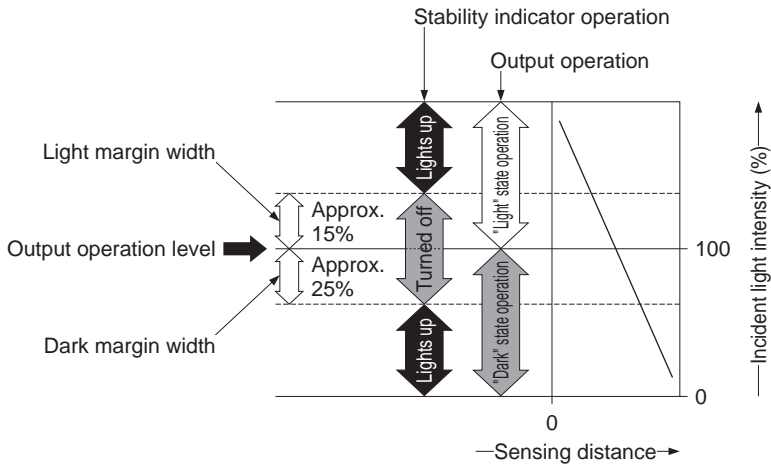 Stability indicator operation
Output operation
Light margin width
Output operation level
Dark margin width
Approx.
15%
Approx.
25%
Lights up
Turned off
Lights up
"Light" state operation
"Dark" state operation
100
0
Incident light intensity (%)
0
Sensing distance